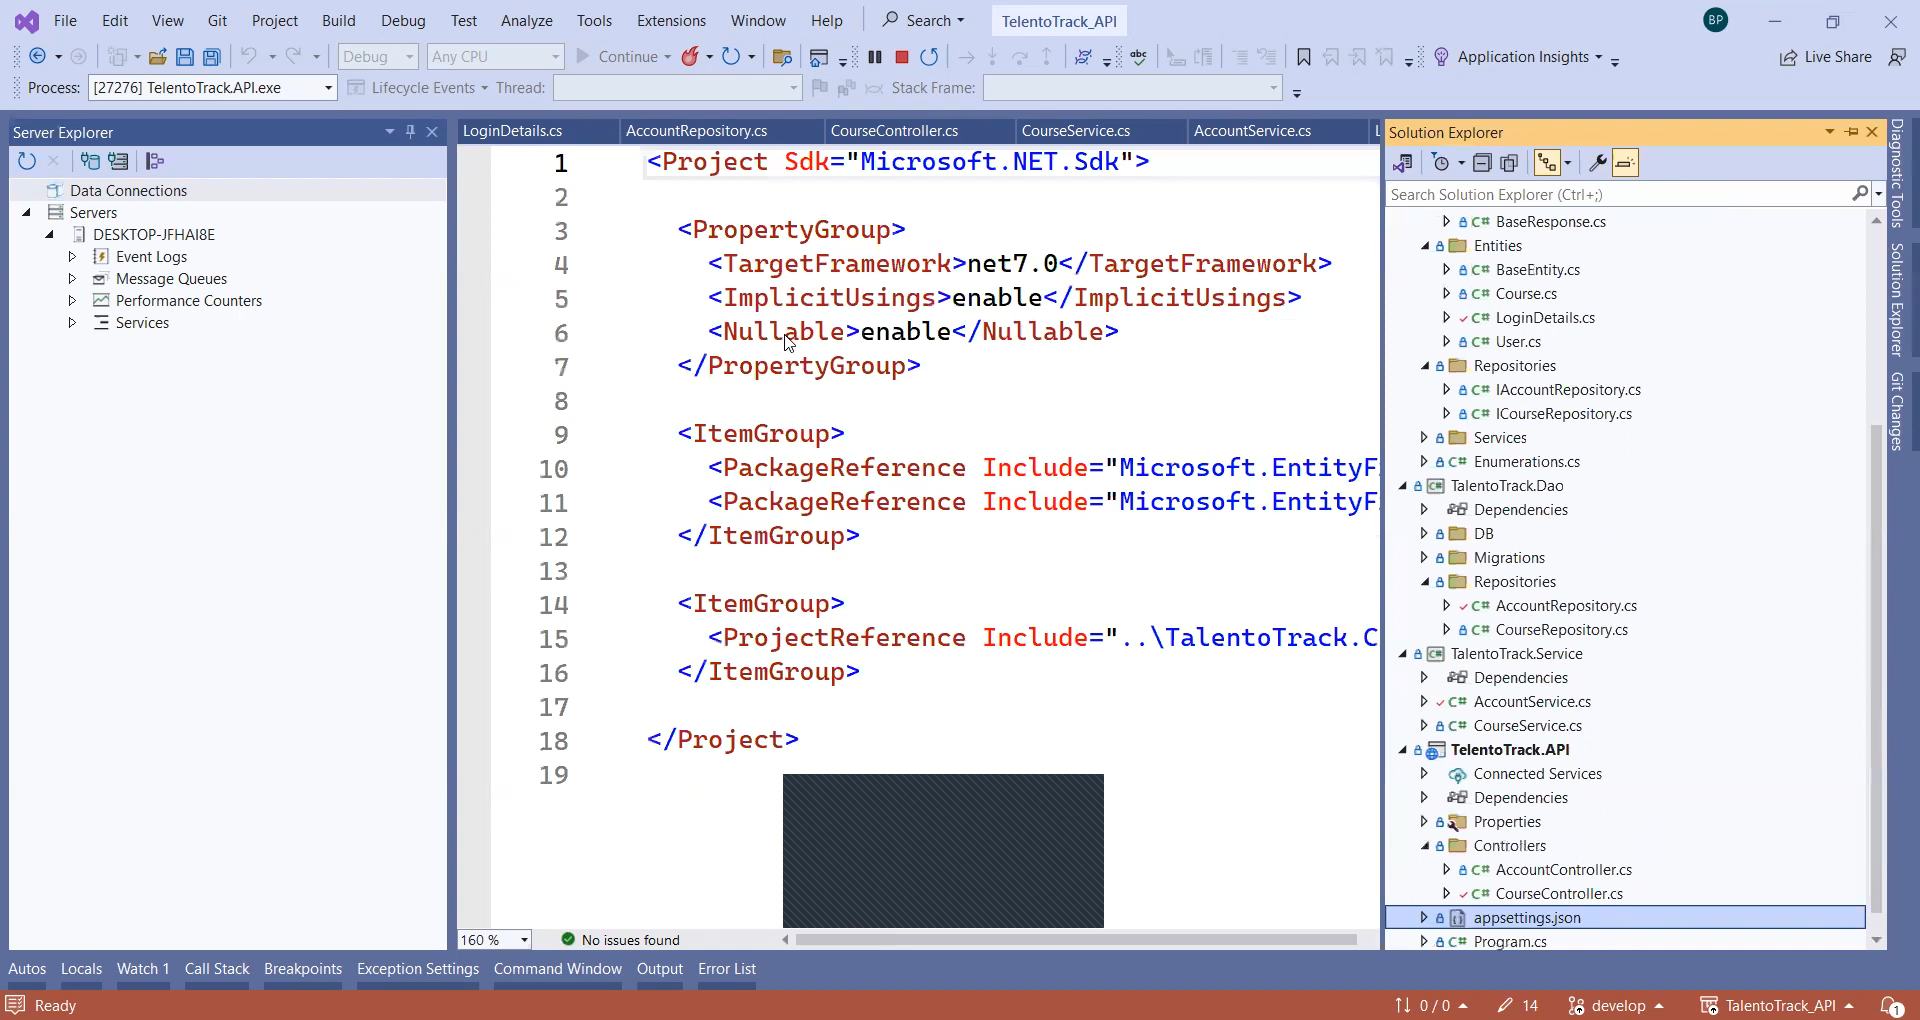 File Edit View Git Project Build Debug Test Analyze Tools Extensions Window Help Search TelentoTrack_API BP
Debug Any CPU Continue abc Application Insights Live Share
Process: [27276] TelentoTrack.API.exe Lifecycle Events Thread: Stack Frame:
Server Explorer
Data Connections
Servers
DESKTOP-JFHAI8E
Event Logs
Message Queues
Performance Counters
Services
LoginDetails.cs AccountRepository.cs CourseController.cs CourseService.cs AccountService.cs L
1 <Project Sdk="Microsoft.NET.Sdk">
2
3 <PropertyGroup>
4 <TargetFramework>net7.0</TargetFramework>
5 <ImplicitUsings>enable</ImplicitUsings>
6 <Nullable>enable</Nullable>
7 </PropertyGroup>
8
9 <ItemGroup>
10 <PackageReference Include="Microsoft.EntityF
11 <PackageReference Include="Microsoft.EntityF
12 </ItemGroup>
13
14 <ItemGroup>
15 <ProjectReference Include="..\TalentoTrack.C
16 </ItemGroup>
17
18 </Project>
19
160 % No issues found
Solution Explorer
Search Solution Explorer (Ctrl+;)
C# BaseResponse.cs
Entities
C# BaseEntity.cs
C# Course.cs
C# LoginDetails.cs
C# User.cs
Repositories
C# IAccountRepository.cs
C# ICourseRepository.cs
Services
C# Enumerations.cs
C# TalentoTrack.Dao
Dependencies
DB
Migrations
Repositories
C# AccountRepository.cs
C# CourseRepository.cs
C# TalentoTrack.Service
Dependencies
C# AccountService.cs
C# CourseService.cs
TelentoTrack.API
Connected Services
Dependencies
Properties
Controllers
C# AccountController.cs
C# CourseController.cs
appsettings.json
C# Program.cs
Diagnostic Tools
Solution Explorer
Git Changes
Autos Locals Watch 1 Call Stack Breakpoints Exception Settings Command Window Output Error List
Ready 0 / 0 14 develop TalentoTrack_API 1